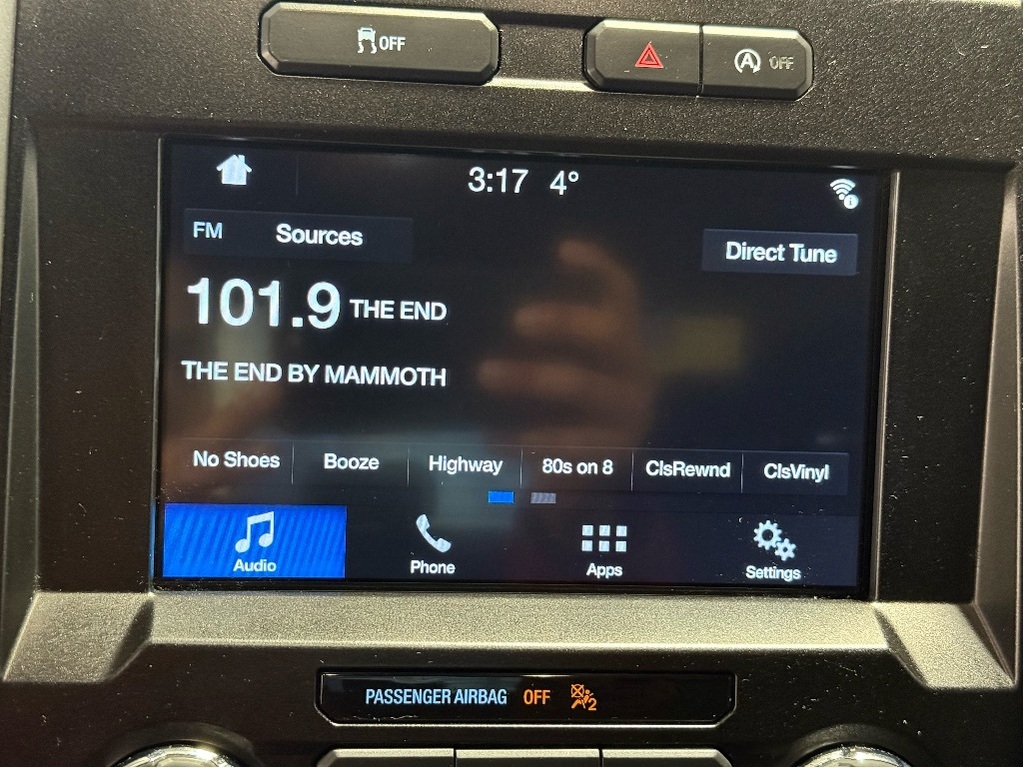 OFF
A OFF
3:17 4°
FM Sources
Direct Tune
101.9 THE END
THE END BY MAMMOTH
No Shoes Booze Highway 80s on 8 ClsRewnd ClsVinyl
Audio Phone Apps Settings
PASSENGER AIRBAG OFF 2